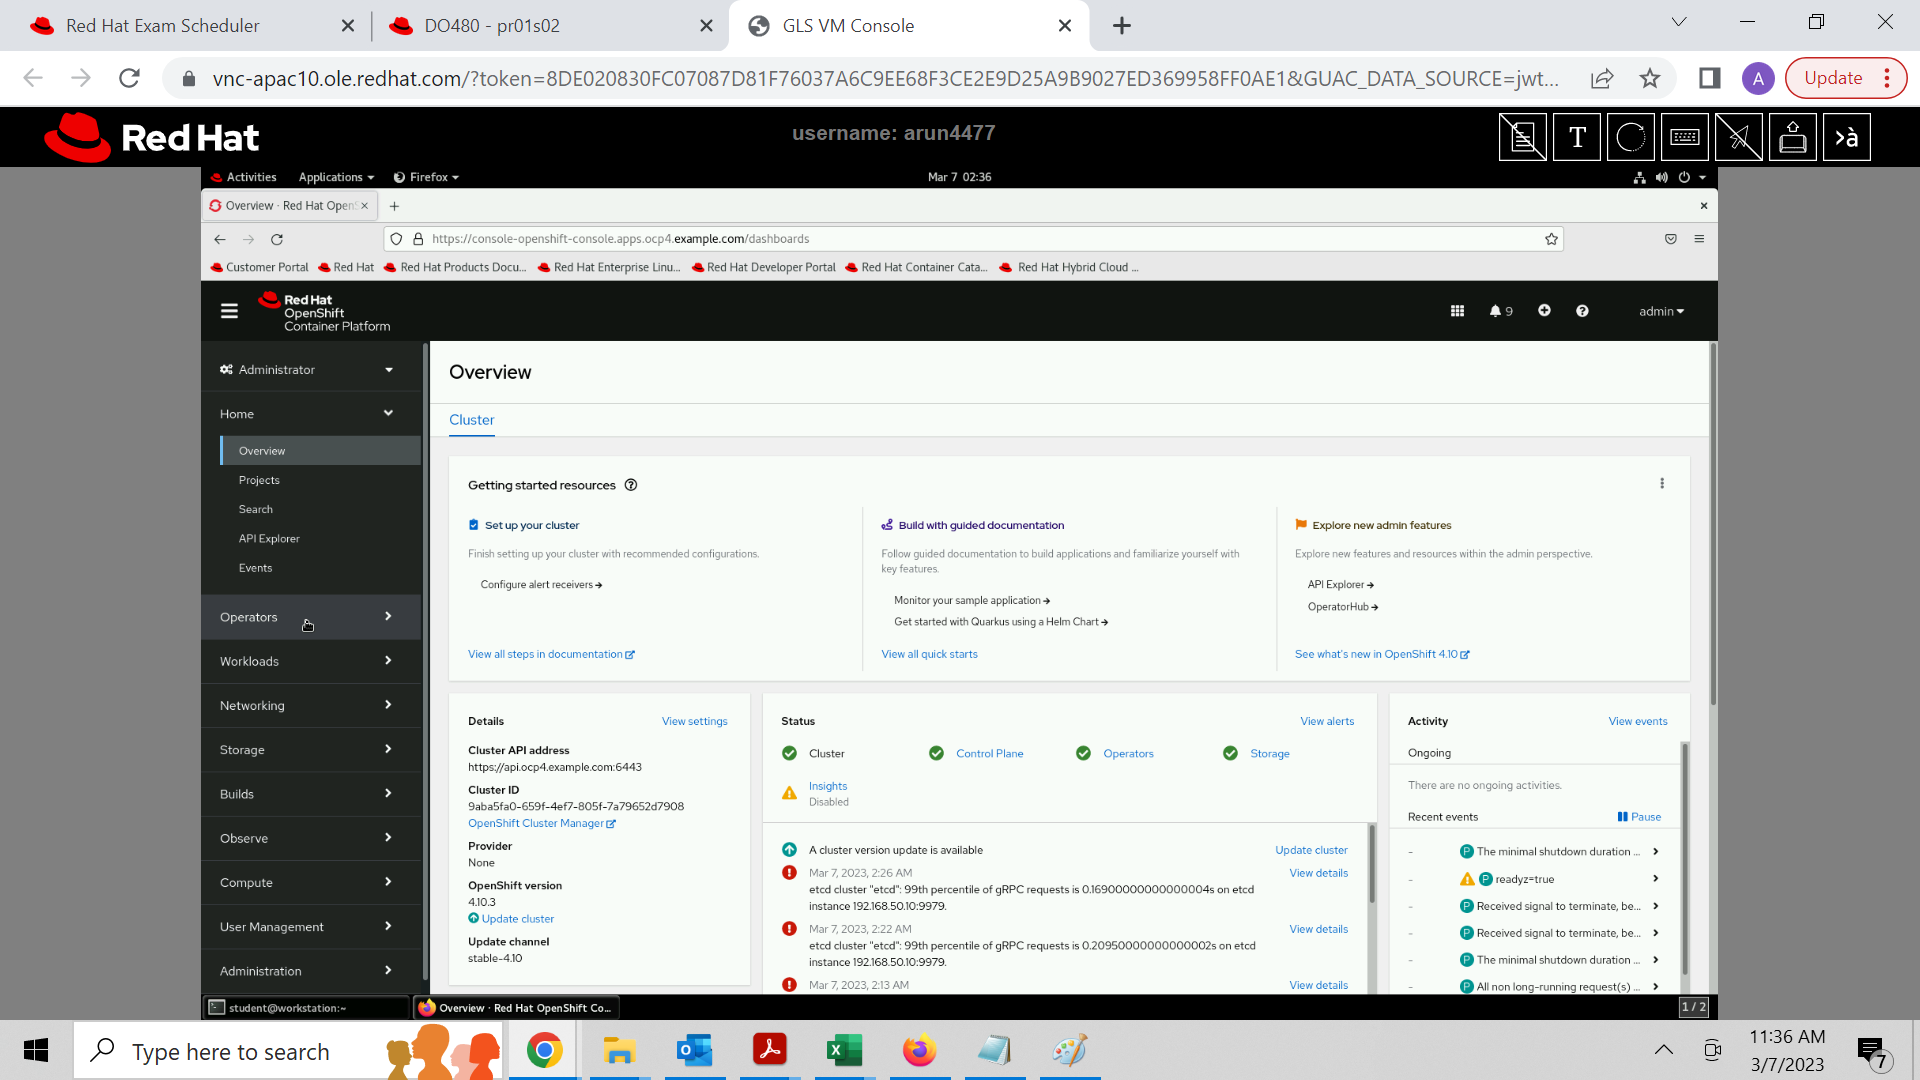 Red Hat Exam Scheduler
DO480 - pr01s02
GLS VM Console
vnc-apac10.ole.redhat.com/?token=8DE020830FC07087D81F76037A6C9EE68F3CE2E9D25A9B9027ED369958FF0AE1&GUAC_DATA_SOURCE=jwt...
A
Update
Red Hat
username: arun4477
T
>à
Activities
Applications
Firefox
Mar 7 02:36
Overview · Red Hat OpenS
https://console-openshift-console.apps.ocp4.example.com/dashboards
Customer Portal
Red Hat
Red Hat Products Docu...
Red Hat Enterprise Linu...
Red Hat Developer Portal
Red Hat Container Cata...
Red Hat Hybrid Cloud ...
Red Hat
OpenShift
Container Platform
9
admin
Administrator
Home
Overview
Projects
Search
API Explorer
Events
Operators
Workloads
Networking
Storage
Builds
Observe
Compute
User Management
Administration
Overview
Cluster
Getting started resources
Set up your cluster
Finish setting up your cluster with recommended configurations.
Configure alert receivers
View all steps in documentation
Build with guided documentation
Follow guided documentation to build applications and familiarize yourself with
key features.
Monitor your sample application
Get started with Quarkus using a Helm Chart
View all quick starts
Explore new admin features
Explore new features and resources within the admin perspective.
API Explorer
OperatorHub
See what's new in OpenShift 4.10
Details
View settings
Cluster API address
https://api.ocp4.example.com:6443
Cluster ID
9aba5fa0-659f-4ef7-805f-7a79652d7908
OpenShift Cluster Manager
Provider
None
OpenShift version
4.10.3
Update cluster
Update channel
stable-4.10
Status
View alerts
Cluster
Control Plane
Operators
Storage
Insights
Disabled
A cluster version update is available
Update cluster
Mar 7, 2023, 2:26 AM
View details
etcd cluster "etcd": 99th percentile of gRPC requests is 0.16900000000000004s on etcd
instance 192.168.50.10:9979.
Mar 7, 2023, 2:22 AM
View details
etcd cluster "etcd": 99th percentile of gRPC requests is 0.20950000000000002s on etcd
instance 192.168.50.10:9979.
Mar 7, 2023, 2:13 AM
View details
Activity
View events
Ongoing
There are no ongoing activities.
Recent events
Pause
- P The minimal shutdown duration ...
- P readyz=true
- P Received signal to terminate, be...
- P Received signal to terminate, be...
- P The minimal shutdown duration ...
- P All non long-running request(s) ...
student@workstation:~
Overview · Red Hat OpenShift Co...
1 / 2
Type here to search
11:36 AM
3/7/2023
7